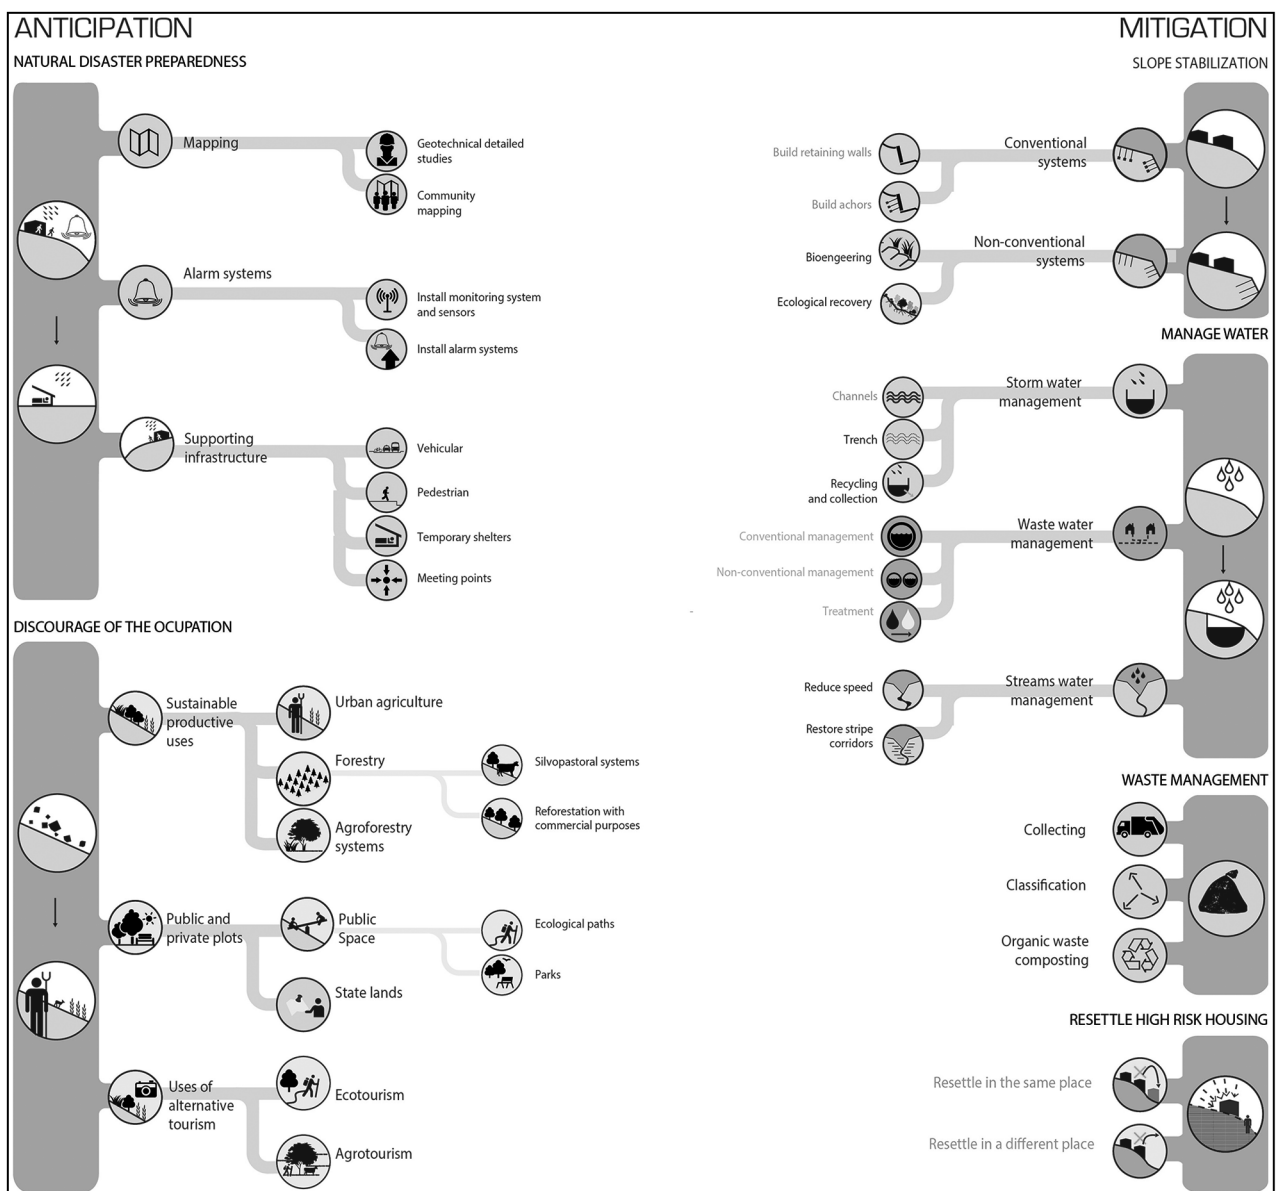 ANTICIPATION
NATURAL DISASTER PREPAREDNESS
Mapping
Geotechnical detailed
studies
Community
mapping
Alarm systems
Install monitoring system
and sensors
Install alarm systems
Supporting
infrastructure
Vehicular
Pedestrian
Temporary shelters
Meeting points
DISCOURAGE OF THE OCUPATION
Sustainable
productive
uses
Urban agriculture
Forestry
Silvopastoral systems
Reforestation with
commercial purposes
Agroforestry
systems
Public and
private plots
Public
Space
Ecological paths
Parks
State lands
Uses of
alternative
tourism
Ecotourism
Agrotourism
MITIGATION
SLOPE STABILIZATION
Conventional
systems
Build retaining walls
Build achors
Non-conventional
systems
Bioengeering
Ecological recovery
MANAGE WATER
Storm water
management
Channels
Trench
Recycling
and collection
Waste water
management
Conventional management
Non-conventional management
Treatment
Streams water
management
Reduce speed
Restore stripe
corridors
WASTE MANAGEMENT
Collecting
Classification
Organic waste
composting
RESETTLE HIGH RISK HOUSING
Resettle in the same place
Resettle in a different place